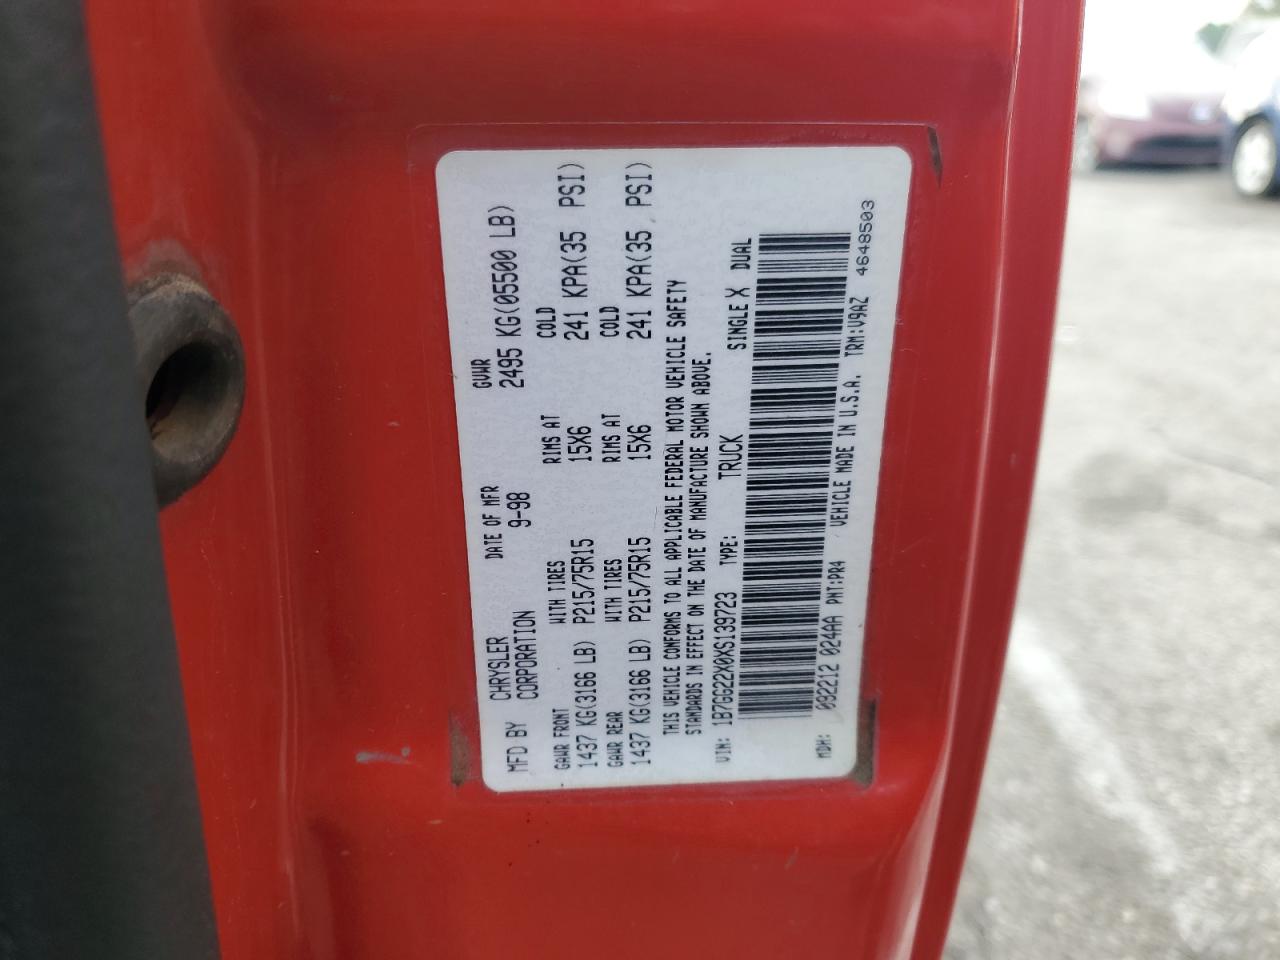 MFD BY CHRYSLER CORPORATION DATE OF MFR 9-98 GVWR 2495 KG(05500 LB)
GAWR FRONT WITH TIRES RIMS AT COLD
1437 KG(3166 LB) P215/75R15 15X6 241 KPA(35 PSI)
GAWR REAR WITH TIRES RIMS AT COLD
1437 KG(3166 LB) P215/75R15 15X6 241 KPA(35 PSI)
THIS VEHICLE CONFORMS TO ALL APPLICABLE FEDERAL MOTOR VEHICLE SAFETY
STANDARDS IN EFFECT ON THE DATE OF MANUFACTURE SHOWN ABOVE.
VIN: 1B7GG22X0XS139723 TYPE: TRUCK SINGLE X DUAL
MDH: 092212 024AA PNT:PR4 VEHICLE MADE IN U.S.A. TRM:V9AZ 4648503